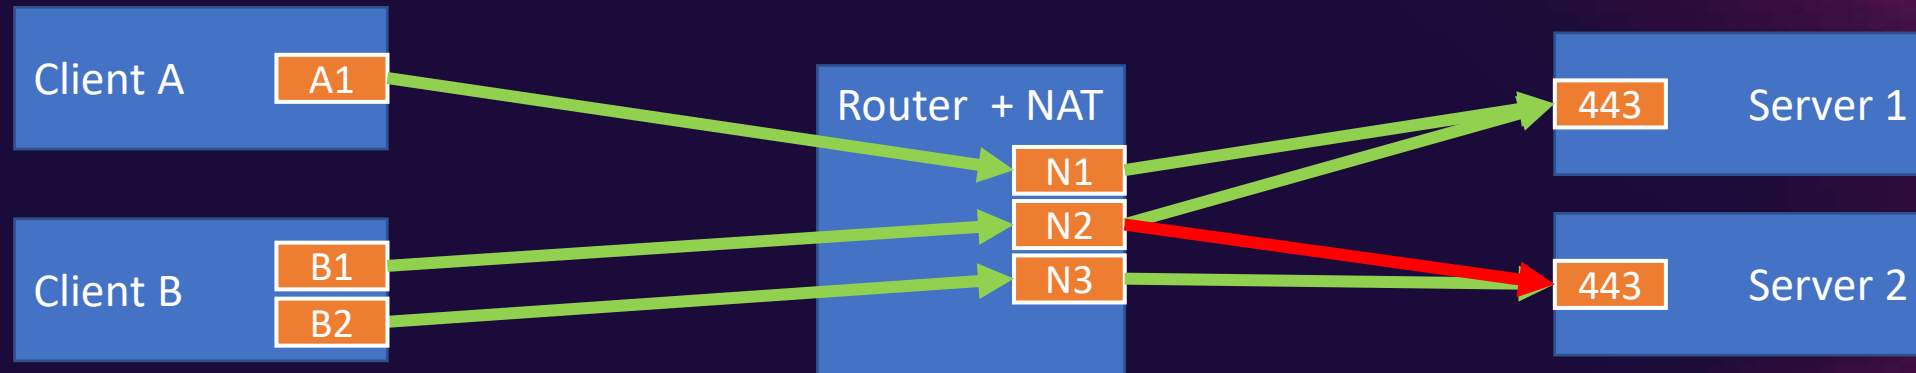 Client A
A1
Client B
B1
B2
Router + NAT
N1
N2
N3
443
Server 1
443
Server 2